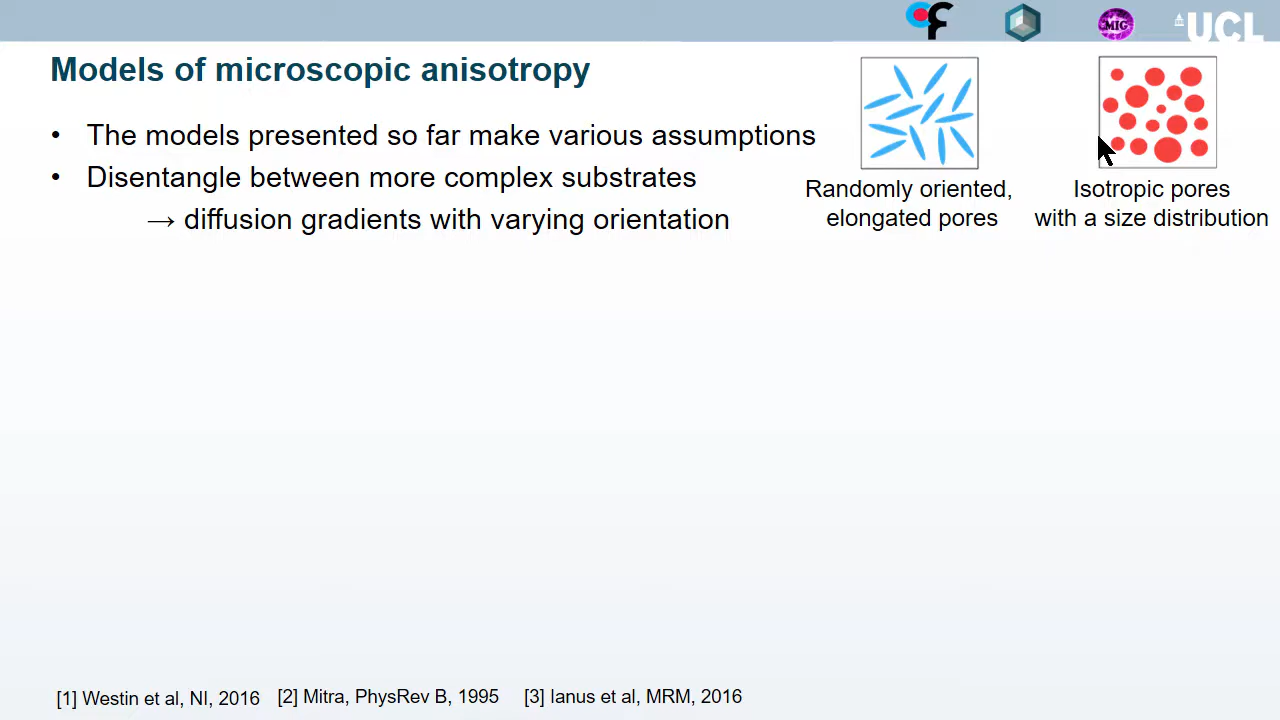 CF
MIG
UCL
Models of microscopic anisotropy
• The models presented so far make various assumptions
• Disentangle between more complex substrates
→ diffusion gradients with varying orientation
Randomly oriented,
elongated pores
Isotropic pores
with a size distribution
[1] Westin et al, NI, 2016 [2] Mitra, PhysRev B, 1995 [3] Ianus et al, MRM, 2016